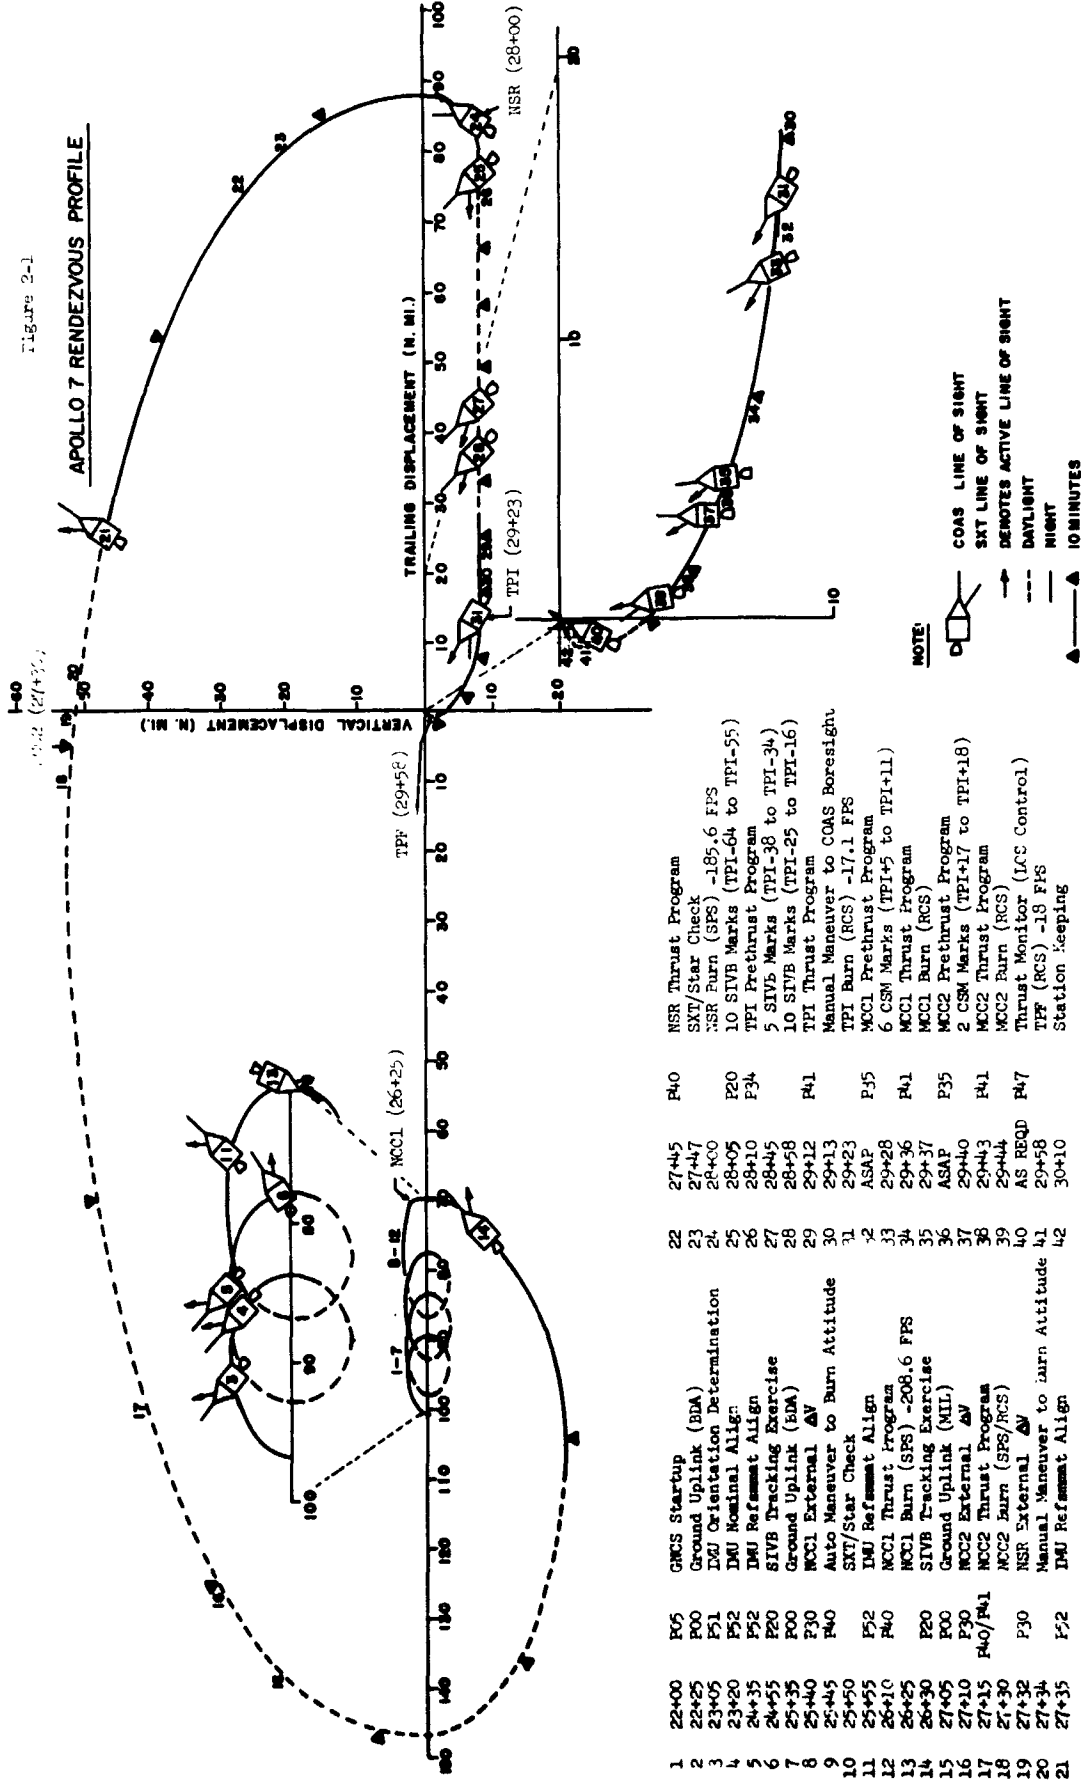 Figure 2-1
APOLLO 7 RENDEZVOUS PROFILE
VERTICAL DISPLACEMENT (N. MI.)
TRAILING DISPLACEMENT (N. MI.)
NCC1 (26+25)
NSR (28+00)
TPI (29+23)
TPF (29+58)
1-7
8-12
NOTE:
COAS LINE OF SIGHT
SXT LINE OF SIGHT
DENOTES ACTIVE LINE OF SIGHT
DAYLIGHT
NIGHT
10 MINUTES
1 22+00 P05 GNCS Startup
2 22+25 P00 Ground Uplink (BDA)
3 23+05 P51 IMU Orientation Determination
4 23+20 P52 IMU Nominal Align
5 24+35 P52 IMU Refsmmat Align
6 24+55 P20 SIVB Tracking Exercise
7 25+35 P00 Ground Uplink (BDA)
8 25+40 P30 NCC1 External ΔV
9 25+45 P40 Auto Maneuver to Burn Attitude
10 25+50 SXT/Star Check
11 25+55 P52 IMU Refsmmat Align
12 26+10 P40 NCC1 Thrust Program
13 26+25 NCC1 Burn (SPS) -208.6 FPS
14 26+30 P20 SIVB Tracking Exercise
15 27+05 P00 Ground Uplink (MIL)
16 27+10 P30 NCC2 External ΔV
17 27+15 P40/P41 NCC2 Thrust Program
18 27+30 NCC2 Burn (SPS/RCS)
19 27+32 P30 NSR External ΔV
20 27+34 Manual Maneuver to Burn Attitude
21 27+35 P52 IMU Refsmmat Align
22 27+45 P40 NSR Thrust Program
23 27+47 SXT/Star Check
24 28+00 NSR Burn (SPS) -185.6 FPS
25 28+05 P20 10 SIVB Marks (TPI-64 to TPI-55)
26 28+10 P34 TPI Prethrust Program
27 28+45 5 SIVB Marks (TPI-38 to TPI-34)
28 28+58 10 SIVB Marks (TPI-25 to TPI-16)
29 29+12 P41 TPI Thrust Program
30 29+13 Manual Maneuver to COAS Boresight
31 29+23 TPI Burn (RCS) -17.1 FPS
32 ASAP P35 MCC1 Prethrust Program
33 29+28 6 CSM Marks (TPI+5 to TPI+11)
34 29+36 P41 MCC1 Thrust Program
35 29+37 MCC1 Burn (RCS)
36 ASAP P35 MCC2 Prethrust Program
37 29+40 2 CSM Marks (TPI+17 to TPI+18)
38 29+43 P41 MCC2 Thrust Program
39 29+44 MCC2 Burn (RCS)
40 AS REQD P47 Thrust Monitor (LCS Control)
41 29+58 TPF (RCS) -18 FPS
42 30+10 Station Keeping